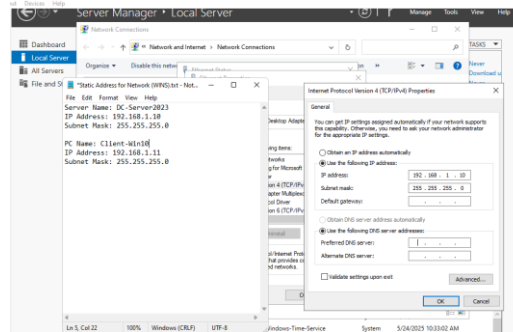 Devices Help
Server Manager • Local Server
Manage Tools View Help
Dashboard
Local Server
All Servers
File and St
Network Connections
Network and Internet > Network Connections
Organize
Disable this netw
TASKS
Never
Download u
Never
*Static Address for Network (WINS).txt - Not...
File Edit Format View Help
Server Name: DC-Server2023
IP Address: 192.168.1.10
Subnet Mask: 255.255.255.0
PC Name: Client-Win10
IP Address: 192.168.1.11
Subnet Mask: 255.255.255.0
Ln 5, Col 22 100% Windows (CRLF) UTF-8
Desktop Adapte
Internet Protocol Version 4 (TCP/IPv4) Properties
General
You can get IP settings assigned automatically if your network supports
this capability. Otherwise, you need to ask your network administrator
for the appropriate IP settings.
Obtain an IP address automatically
Use the following IP address:
IP address: 192 . 168 . 1 . 10
Subnet mask: 255 . 255 . 255 . 0
Default gateway: . . .
Obtain DNS server address automatically
Use the following DNS server addresses:
Preferred DNS server: . . .
Alternate DNS server: . . .
Validate settings upon exit
Advanced...
OK Cancel
Windows-Time-Service System 5/24/2025 10:33:02 AM